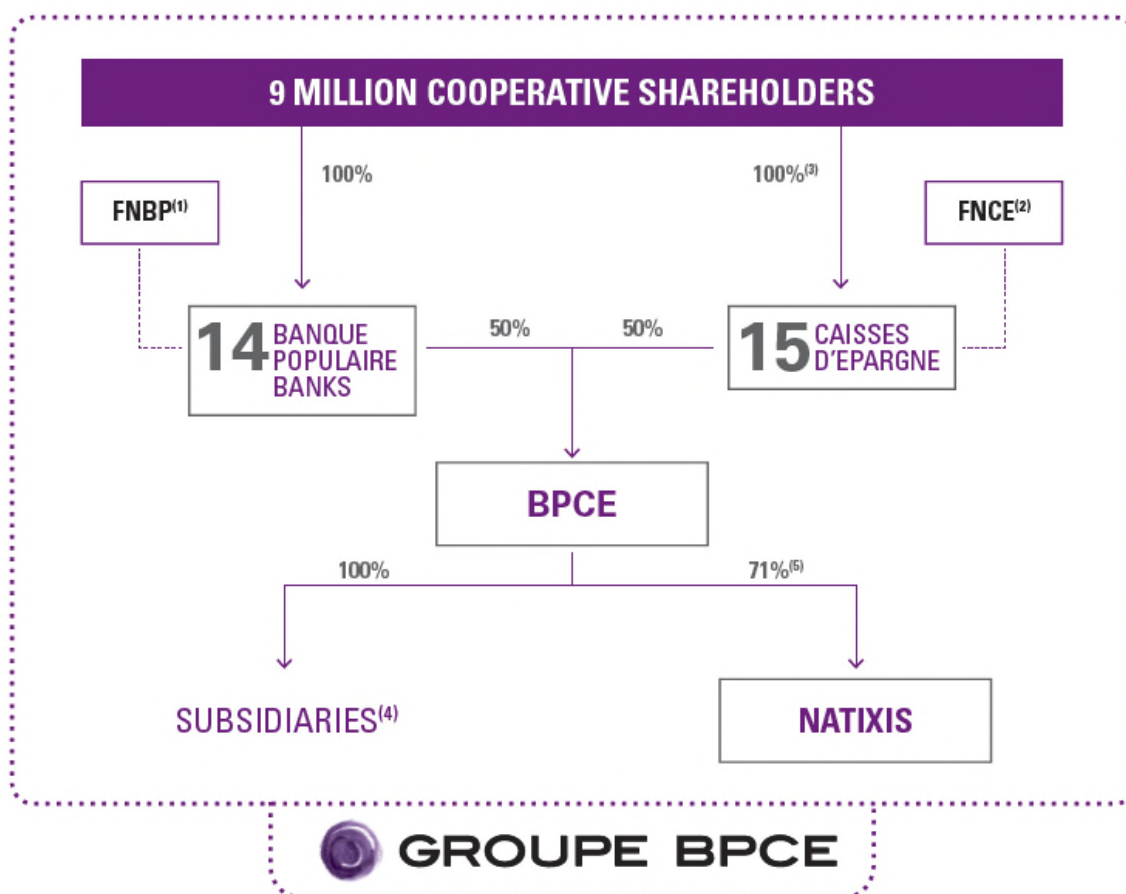 9 MILLION COOPERATIVE SHAREHOLDERS
100%
100%(3)
FNBP(1)
FNCE(2)
14 BANQUE
POPULAIRE
BANKS
50%
50%
15 CAISSES
D'EPARGNE
BPCE
100%
71%(5)
SUBSIDIARIES(4)
NATIXIS
GROUPE BPCE